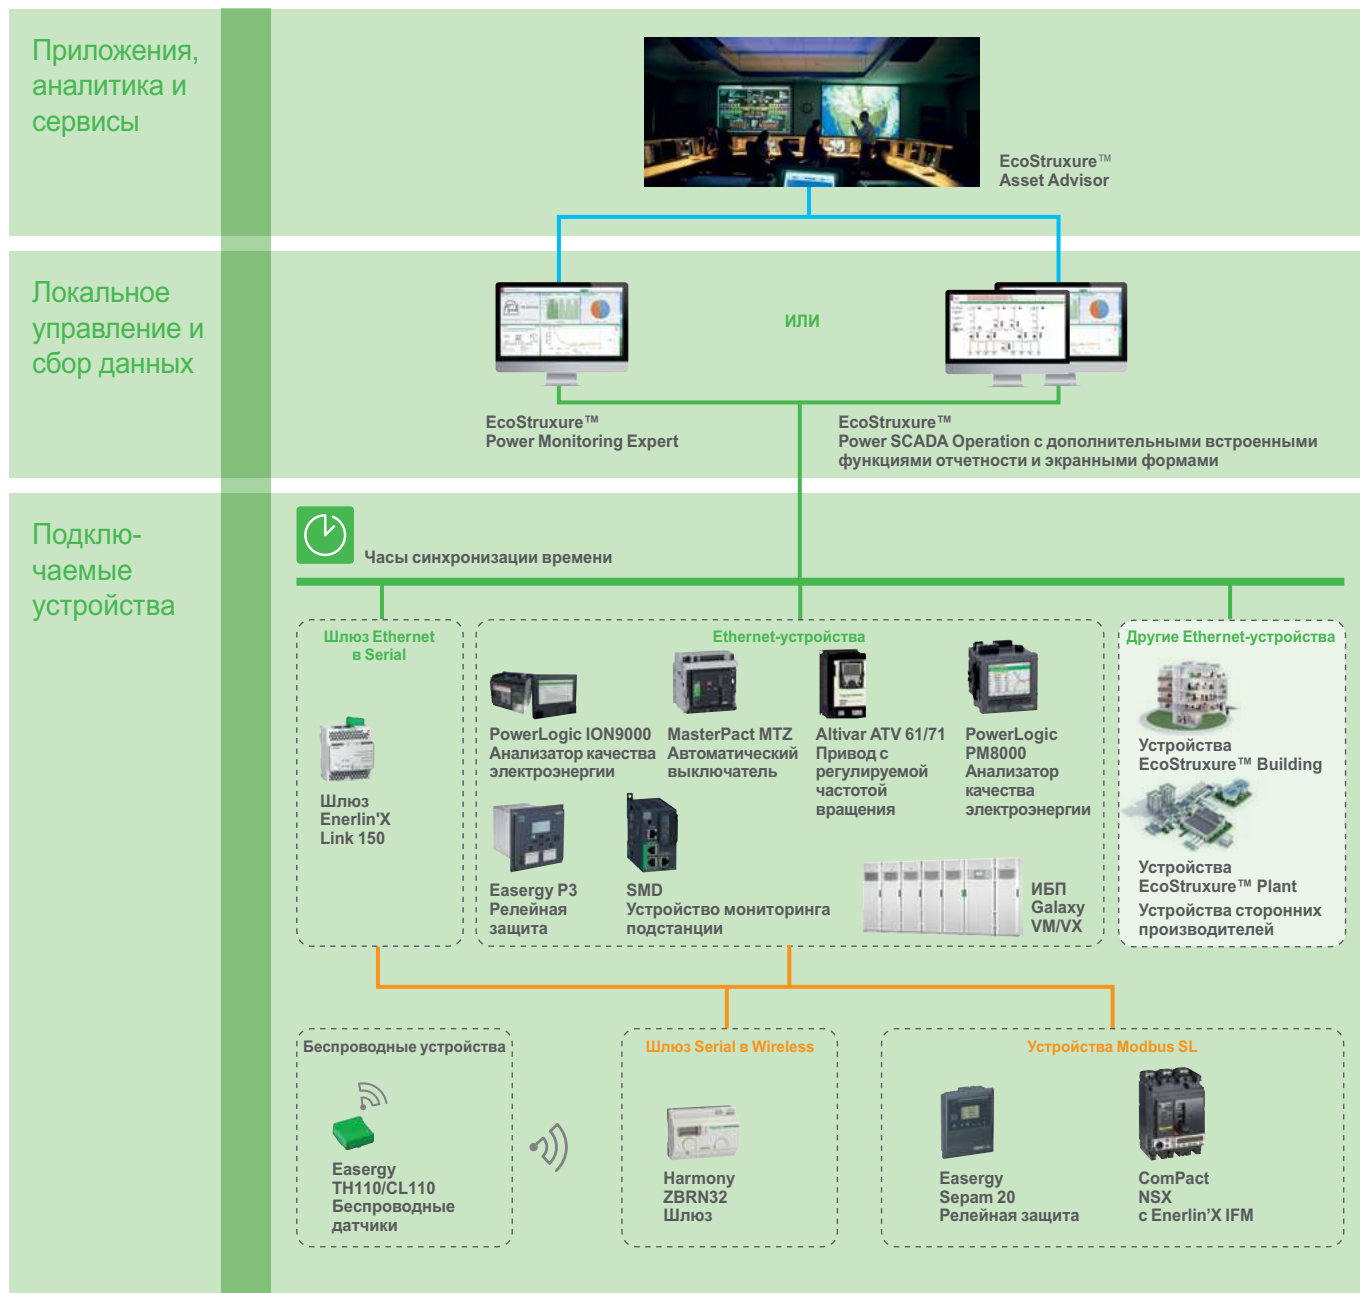 Приложения,
аналитика и
сервисы
EcoStruxure™
Asset Advisor
Локальное
управление и
сбор данных
ИЛИ
EcoStruxure™
Power Monitoring Expert
EcoStruxure™
Power SCADA Operation с дополнительными встроенными
функциями отчетности и экранными формами
Подклю-
чаемые
устройства
Часы синхронизации времени
Шлюз Ethernet
в Serial
Шлюз
Enerlin'X
Link 150
Ethernet-устройства
PowerLogic ION9000
Анализатор качества
электроэнергии
MasterPact MTZ
Автоматический
выключатель
Altivar ATV 61/71
Привод с
регулируемой
частотой
вращения
PowerLogic
PM8000
Анализатор
качества
электроэнергии
Easergy P3
Релейная
защита
SMD
Устройство мониторинга
подстанции
ИБП
Galaxy
VM/VX
Другие Ethernet-устройства
Устройства
EcoStruxure™ Building
Устройства
EcoStruxure™ Plant
Устройства сторонних
производителей
Беспроводные устройства
Easergy
TH110/CL110
Беспроводные
датчики
Шлюз Serial в Wireless
Harmony
ZBRN32
Шлюз
Устройства Modbus SL
Easergy
Sepam 20
Релейная защита
ComPact
NSX
с Enerlin’X IFM